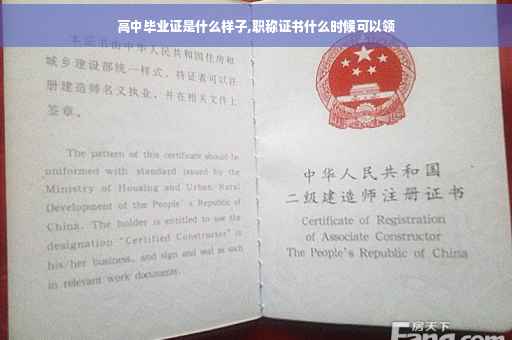 高中毕业证是什么样子,职称证书什么时候可以领
本证书由中华人民共和国住房和
城乡建设部统一样式，持证者可以注
册建造师名义执业，并在相关文件上
签章。
The pattern of this certificate should be
uniformed with standard issued by the
Ministry of Housing and Urban Rural
Development of the People's Republic of
China. The holder is entitled to use the
designation "Certified Constructor" in
his/her business, and sign and seal as such
in relevant work documents.
中华人民共和国
二级建造师注册证书
Certificate of Registration
of Associate Constructor
The People's Republic of China
房天下
Fang.com